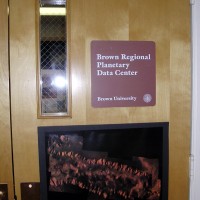 Brown Regional
Planetary
Data Center
Brown University